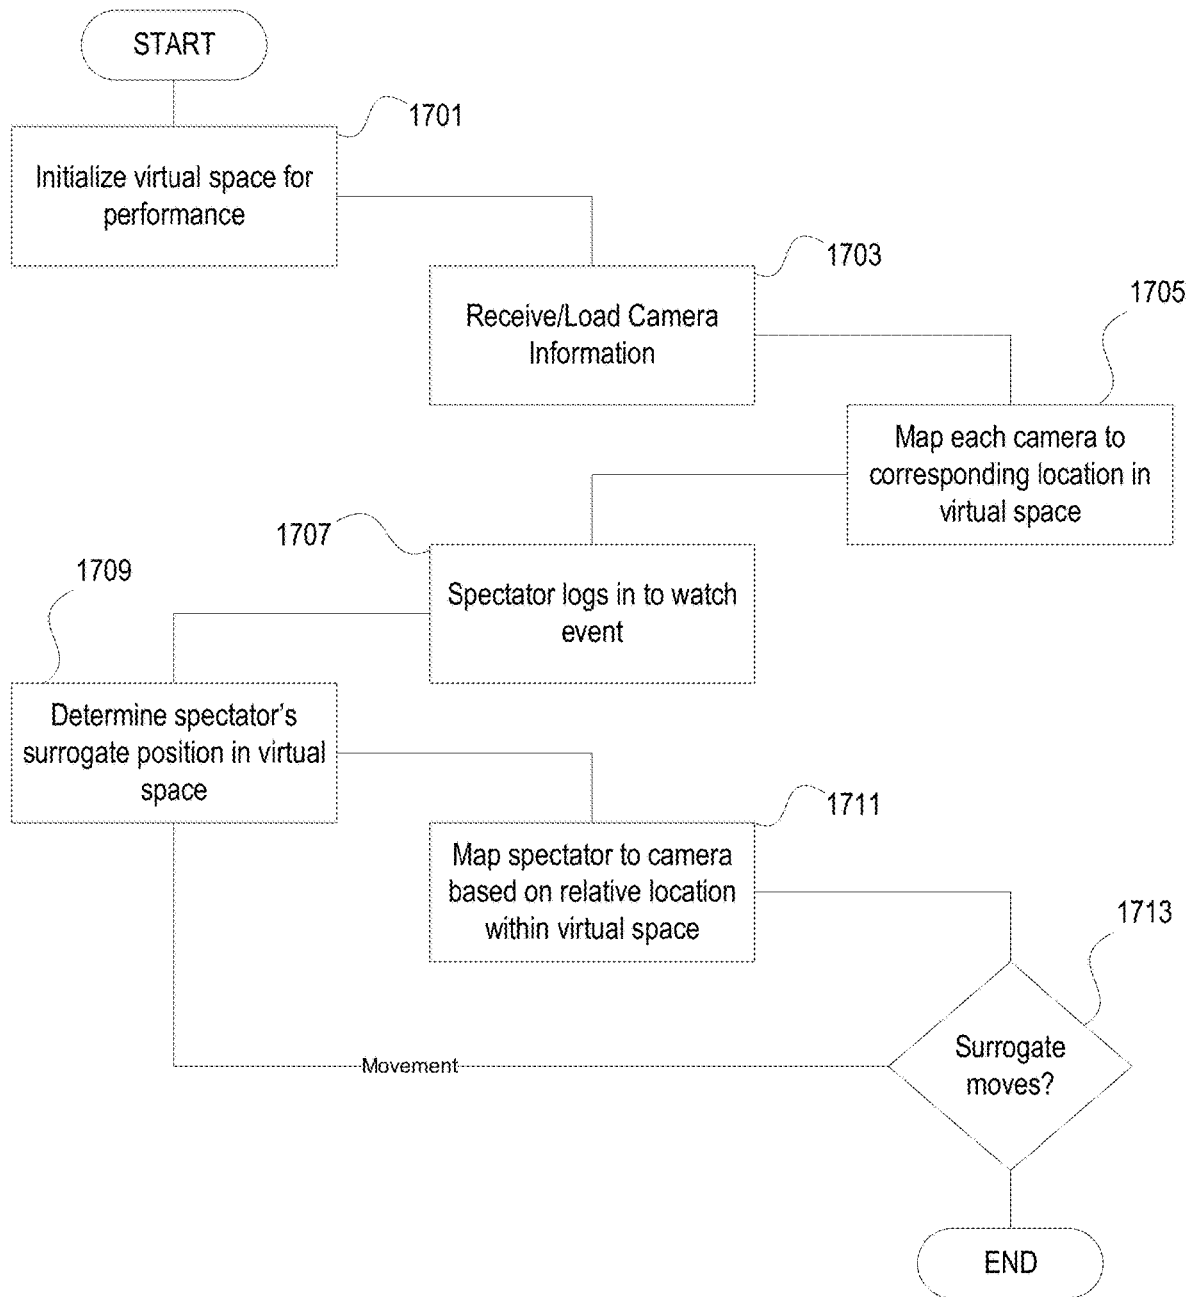 START
1701
Initialize virtual space for
performance
1703
Receive/Load Camera
Information
1705
Map each camera to
corresponding location in
virtual space
1707
Spectator logs in to watch
event
1709
Determine spectator's
surrogate position in virtual
space
1711
Map spectator to camera
based on relative location
within virtual space
1713
Surrogate
moves?
Movement
END